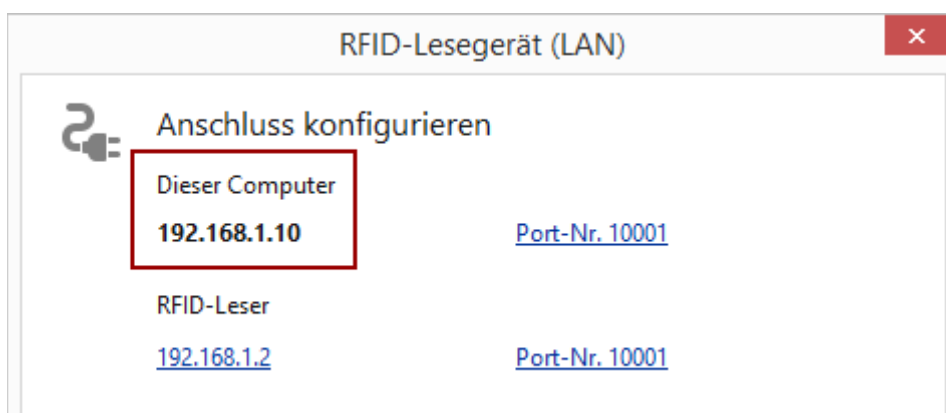 RFID-Lesegerät (LAN)
Anschluss konfigurieren
Dieser Computer
192.168.1.10 Port-Nr. 10001
RFID-Leser
192.168.1.2 Port-Nr. 10001